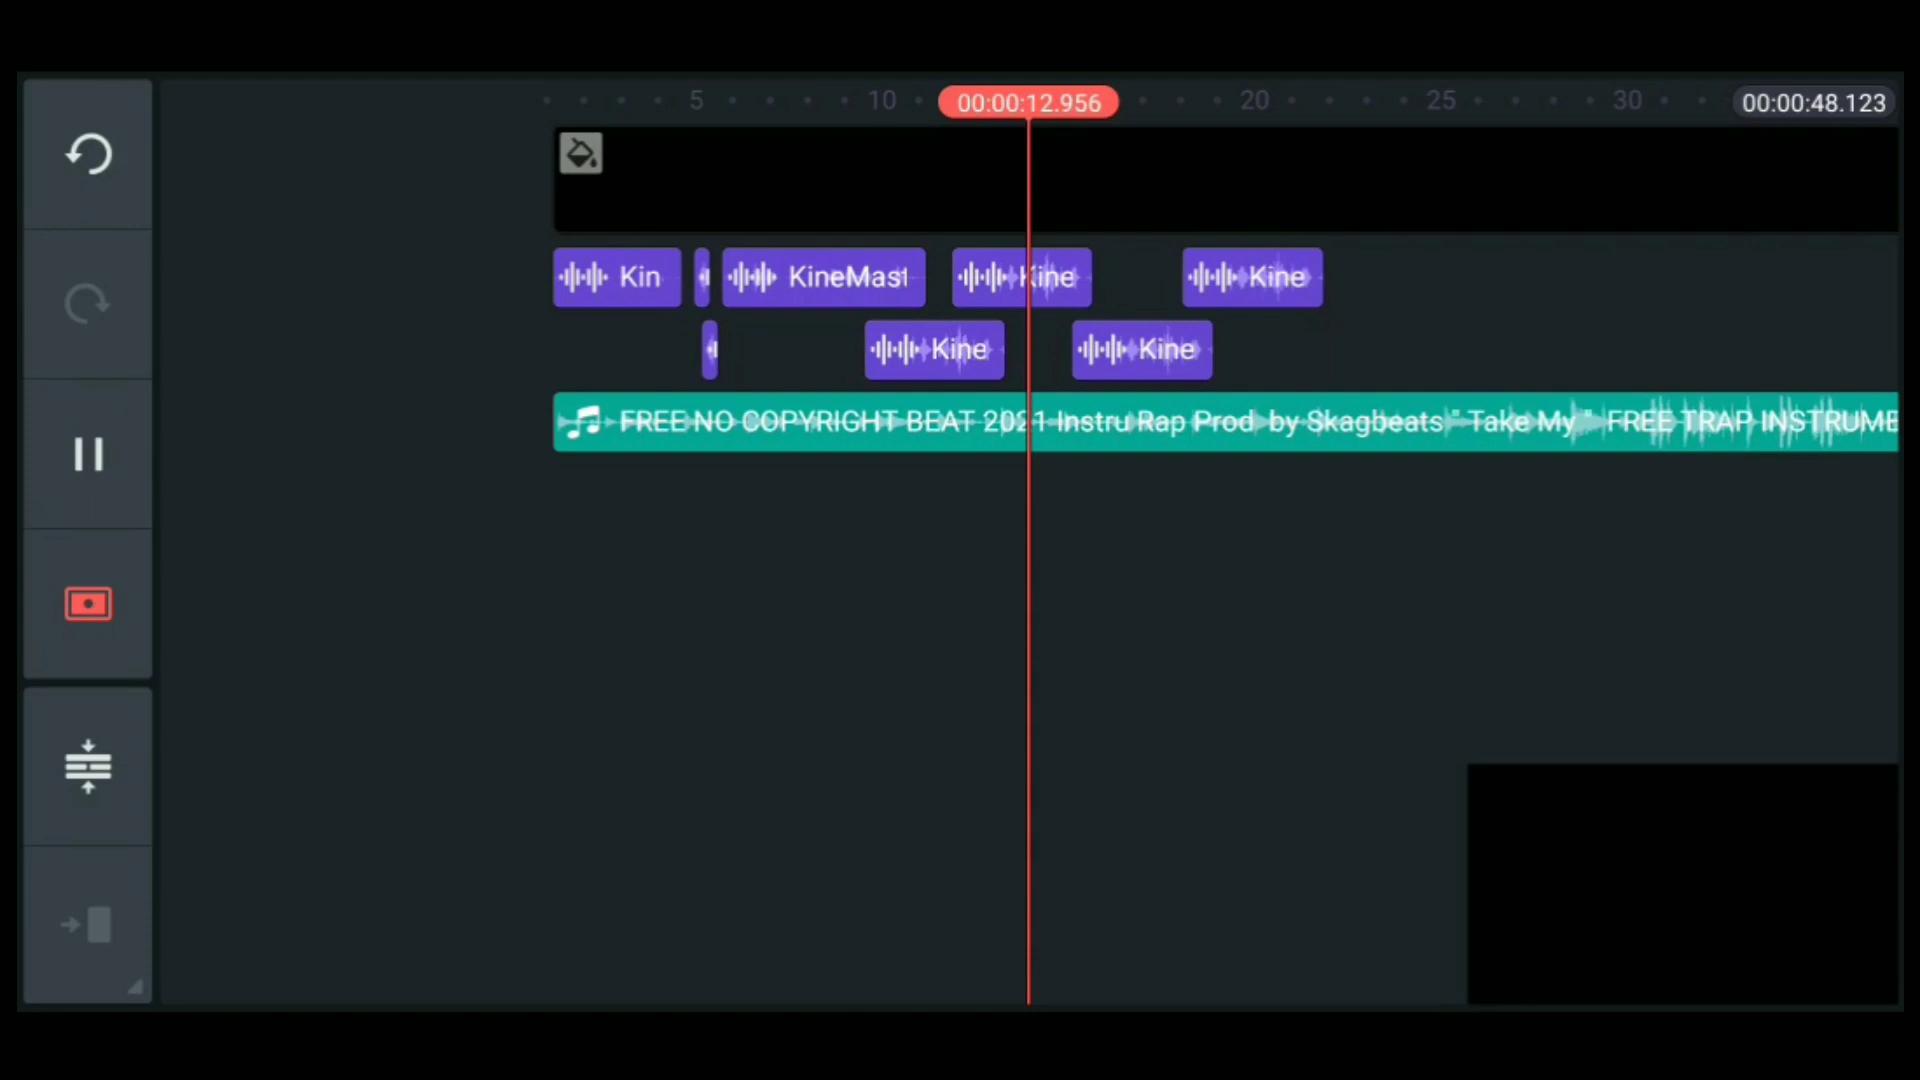 5 10 00:00:12.956 20 25 30 00:00:48.123
Kin KineMast Kine Kine
Kine Kine
FREE NO COPYRIGHT BEAT 2021 Instru Rap Prod by Skagbeats " Take My " FREE TRAP INSTRUME